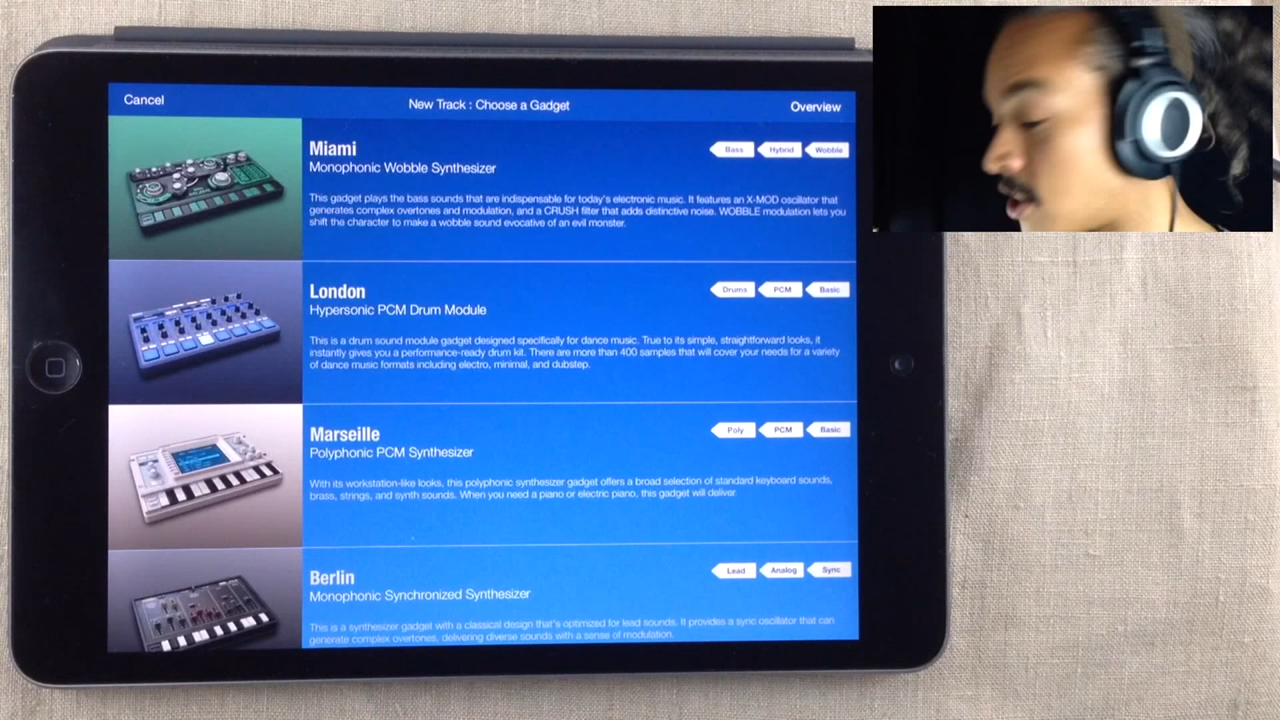 Cancel
New Track : Choose a Gadget
Overview
Miami
Bass
Hybrid
Wobble
Monophonic Wobble Synthesizer
This gadget plays the bass sounds that are indispensable for today's electronic music. It features an X-MOD oscillator that
generates complex overtones and modulation, and a CRUSH filter that adds distinctive noise. WOBBLE modulation lets you
shift the character to make a wobble sound evocative of an evil monster.
London
Drums
PCM
Basic
Hypersonic PCM Drum Module
This is a drum sound module gadget designed specifically for dance music. True to its simple, straightforward looks, it
instantly gives you a performance-ready drum kit. There are more than 400 samples that will cover your needs for a variety
of dance music formats including electro, minimal, and dubstep.
Marseille
Poly
PCM
Basic
Polyphonic PCM Synthesizer
With its workstation-like looks, this polyphonic synthesizer gadget offers a broad selection of standard keyboard sounds,
brass, strings, and synth sounds. When you need a piano or electric piano, this gadget will deliver.
Berlin
Lead
Analog
Sync
Monophonic Synchronized Synthesizer
This is a synthesizer gadget with a classical design that's optimized for lead sounds. It provides a sync oscillator that can
generate complex overtones, delivering diverse sounds with a sense of modulation.